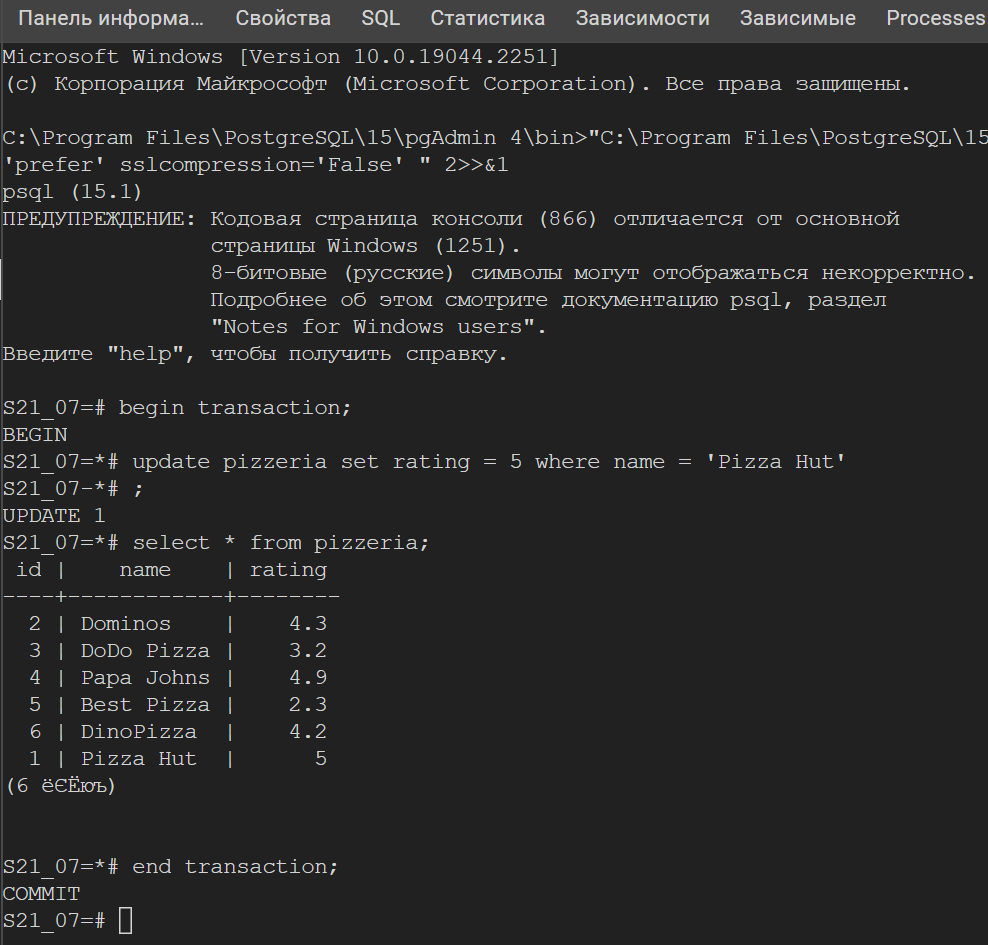 Панель информа... Свойства SQL Статистика Зависимости Зависимые Processes
Microsoft Windows [Version 10.0.19044.2251]
(c) Корпорация Майкрософт (Microsoft Corporation). Все права защищены.
C:\Program Files\PostgreSQL\15\pgAdmin 4\bin>"C:\Program Files\PostgreSQL\15
'prefer' sslcompression='False' " 2>>&1
psql (15.1)
ПРЕДУПРЕЖДЕНИЕ: Кодовая страница консоли (866) отличается от основной
страницы Windows (1251).
8-битовые (русские) символы могут отображаться некорректно.
Подробнее об этом смотрите документацию psql, раздел
"Notes for Windows users".
Введите "help", чтобы получить справку.
S21_07=# begin transaction;
BEGIN
S21_07=*# update pizzeria set rating = 5 where name = 'Pizza Hut'
S21_07-*# ;
UPDATE 1
S21_07=*# select * from pizzeria;
 id |    name    | rating
----+------------+--------
  2 | Dominos    |    4.3
  3 | DoDo Pizza |    3.2
  4 | Papa Johns |    4.9
  5 | Best Pizza |    2.3
  6 | DinoPizza  |    4.2
  1 | Pizza Hut  |      5
(6 ёЄЁюъ)
S21_07=*# end transaction;
COMMIT
S21_07=#